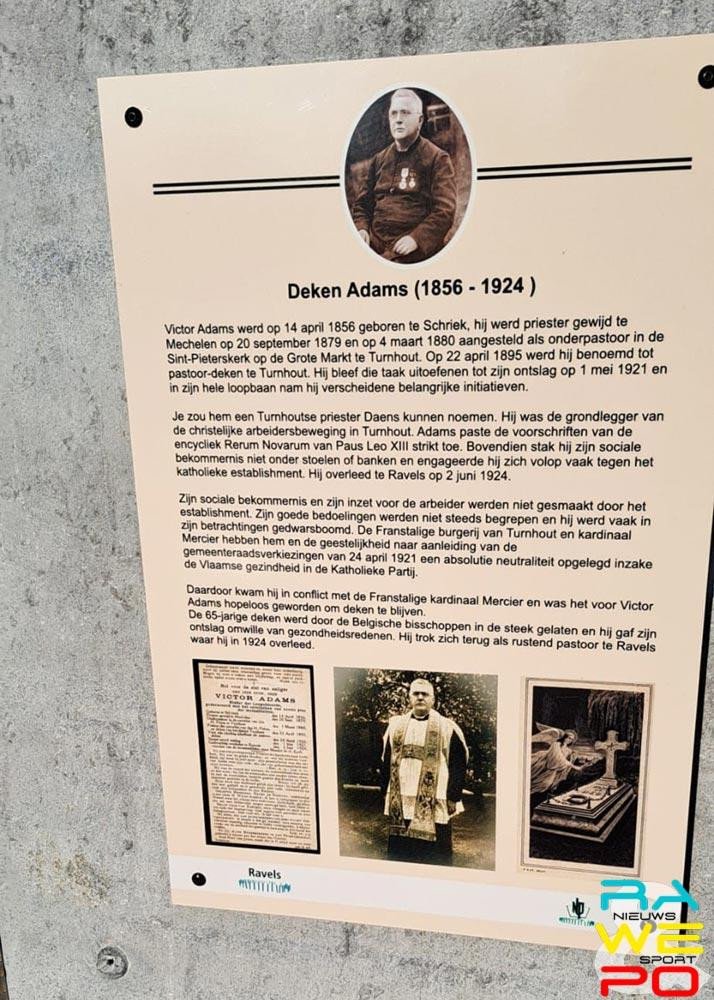 Deken Adams (1856 - 1924 )
Victor Adams werd op 14 april 1856 geboren te Schriek, hij werd priester gewijd te
Mechelen op 20 september 1879 en op 4 maart 1880 aangesteld als onderpastoor in de
Sint-Pieterskerk op de Grote Markt te Turnhout. Op 22 april 1895 werd hij benoemd tot
pastoor-deken te Turnhout. Hij bleef die taak uitoefenen tot zijn ontslag op 1 mei 1921 en
in zijn hele loopbaan nam hij verscheidene belangrijke initiatieven.
Je zou hem een Turnhoutse priester Daens kunnen noemen. Hij was de grondlegger van
de christelijke arbeidersbeweging in Turnhout. Adams paste de voorschriften van de
encycliek Rerum Novarum van Paus Leo XIII strikt toe. Bovendien stak hij zijn sociale
bekommernis niet onder stoelen of banken en engageerde hij zich volop vaak tegen het
katholieke establishment. Hij overleed te Ravels op 2 juni 1924.
Zijn sociale bekommernis en zijn inzet voor de arbeider werden niet gesmaakt door het
establishment. Zijn goede bedoelingen werden niet steeds begrepen en hij werd vaak in
zijn betrachtingen gedwarsboomd. De Franstalige burgerij van Turnhout en kardinaal
Mercier hebben hem en de geestelijkheid naar aanleiding van de
gemeenteraadsverkiezingen van 24 april 1921 een absolutie neutraliteit opgelegd inzake
de Vlaamse gezindheid in de Katholieke Partij.
Daardoor kwam hij in conflict met de Franstalige kardinaal Mercier en was het voor Victor
Adams hopeloos geworden om deken te blijven.
De 65-jarige deken werd door de Belgische bisschoppen in de steek gelaten en hij gaf zijn
ontslag omwille van gezondheidsredenen. Hij trok zich terug als rustend pastoor te Ravels
waar hij in 1924 overleed.
VICTOR ADAMS
Ravels
RA
NIEUWS
WE
SPORT
PO